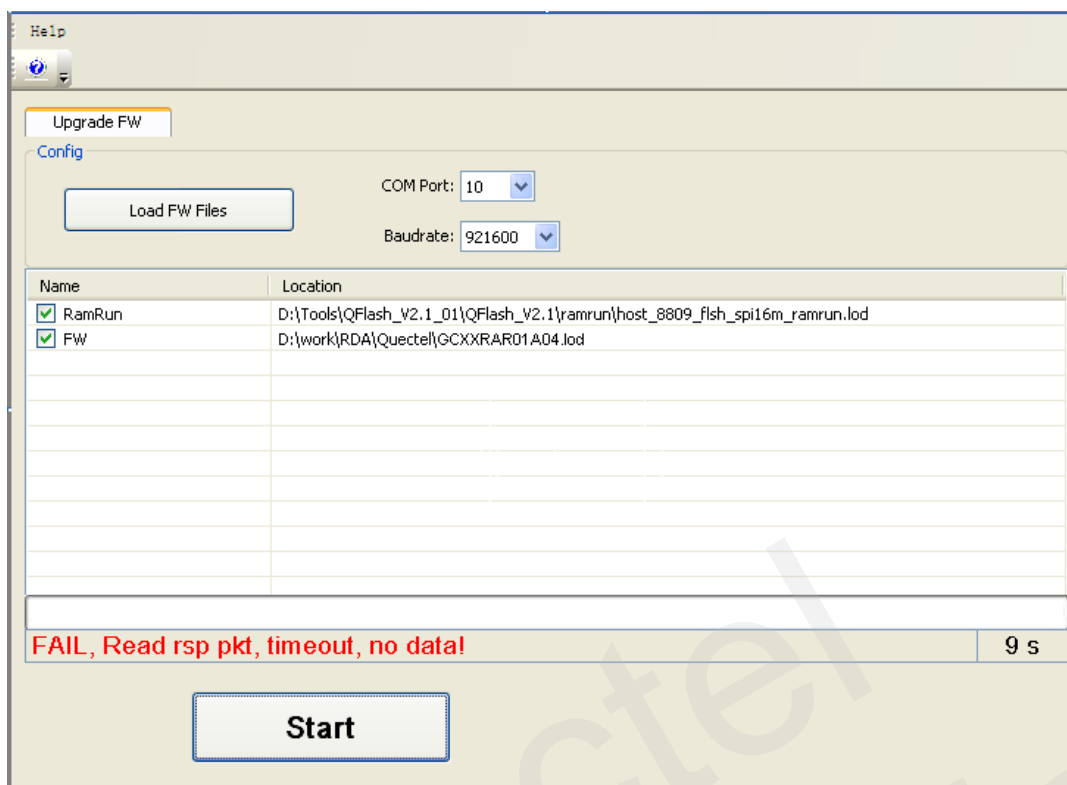 Help
Upgrade FW
Config
Load FW Files
COM Port: 10
Baudrate: 921600
Name Location
RamRun D:\Tools\QFlash_V2.1_01\QFlash_V2.1\ramrun\host_8809_flsh_spi16m_ramrun.lod
FW D:\work\RDA\Quectel\GCXXRAR01A04.lod
FAIL, Read rsp pkt, timeout, no data! 9 s
Start
ctel